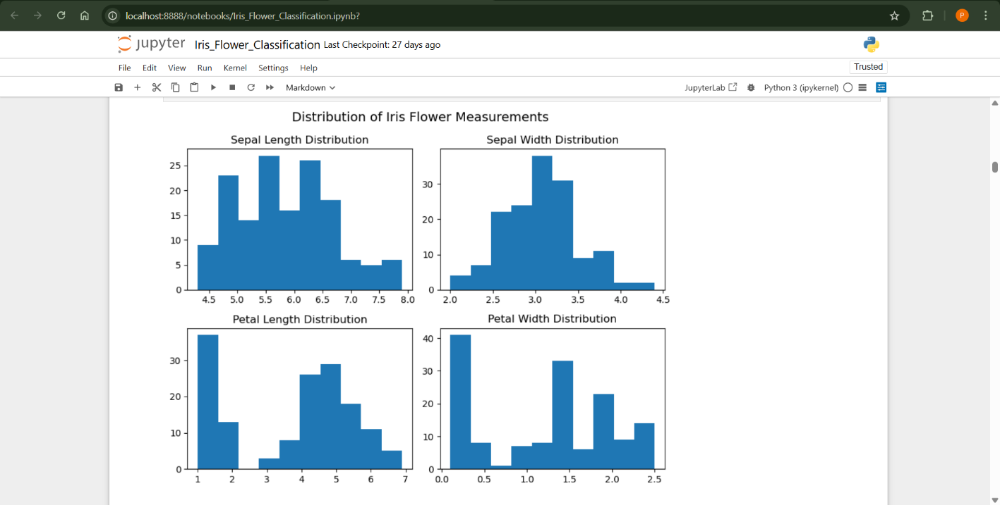 localhost:8888/notebooks/Iris_Flower_Classification.ipynb?
P
jupyter Iris_Flower_Classification Last Checkpoint: 27 days ago
File Edit View Run Kernel Settings Help
Trusted
Markdown
JupyterLab Python 3 (ipykernel)
Distribution of Iris Flower Measurements
Sepal Length Distribution
25
20
15
10
5
0
4.5 5.0 5.5 6.0 6.5 7.0 7.5 8.0
Sepal Width Distribution
30
20
10
0
2.0 2.5 3.0 3.5 4.0 4.5
Petal Length Distribution
30
20
10
0
1 2 3 4 5 6 7
Petal Width Distribution
40
30
20
10
0
0.0 0.5 1.0 1.5 2.0 2.5